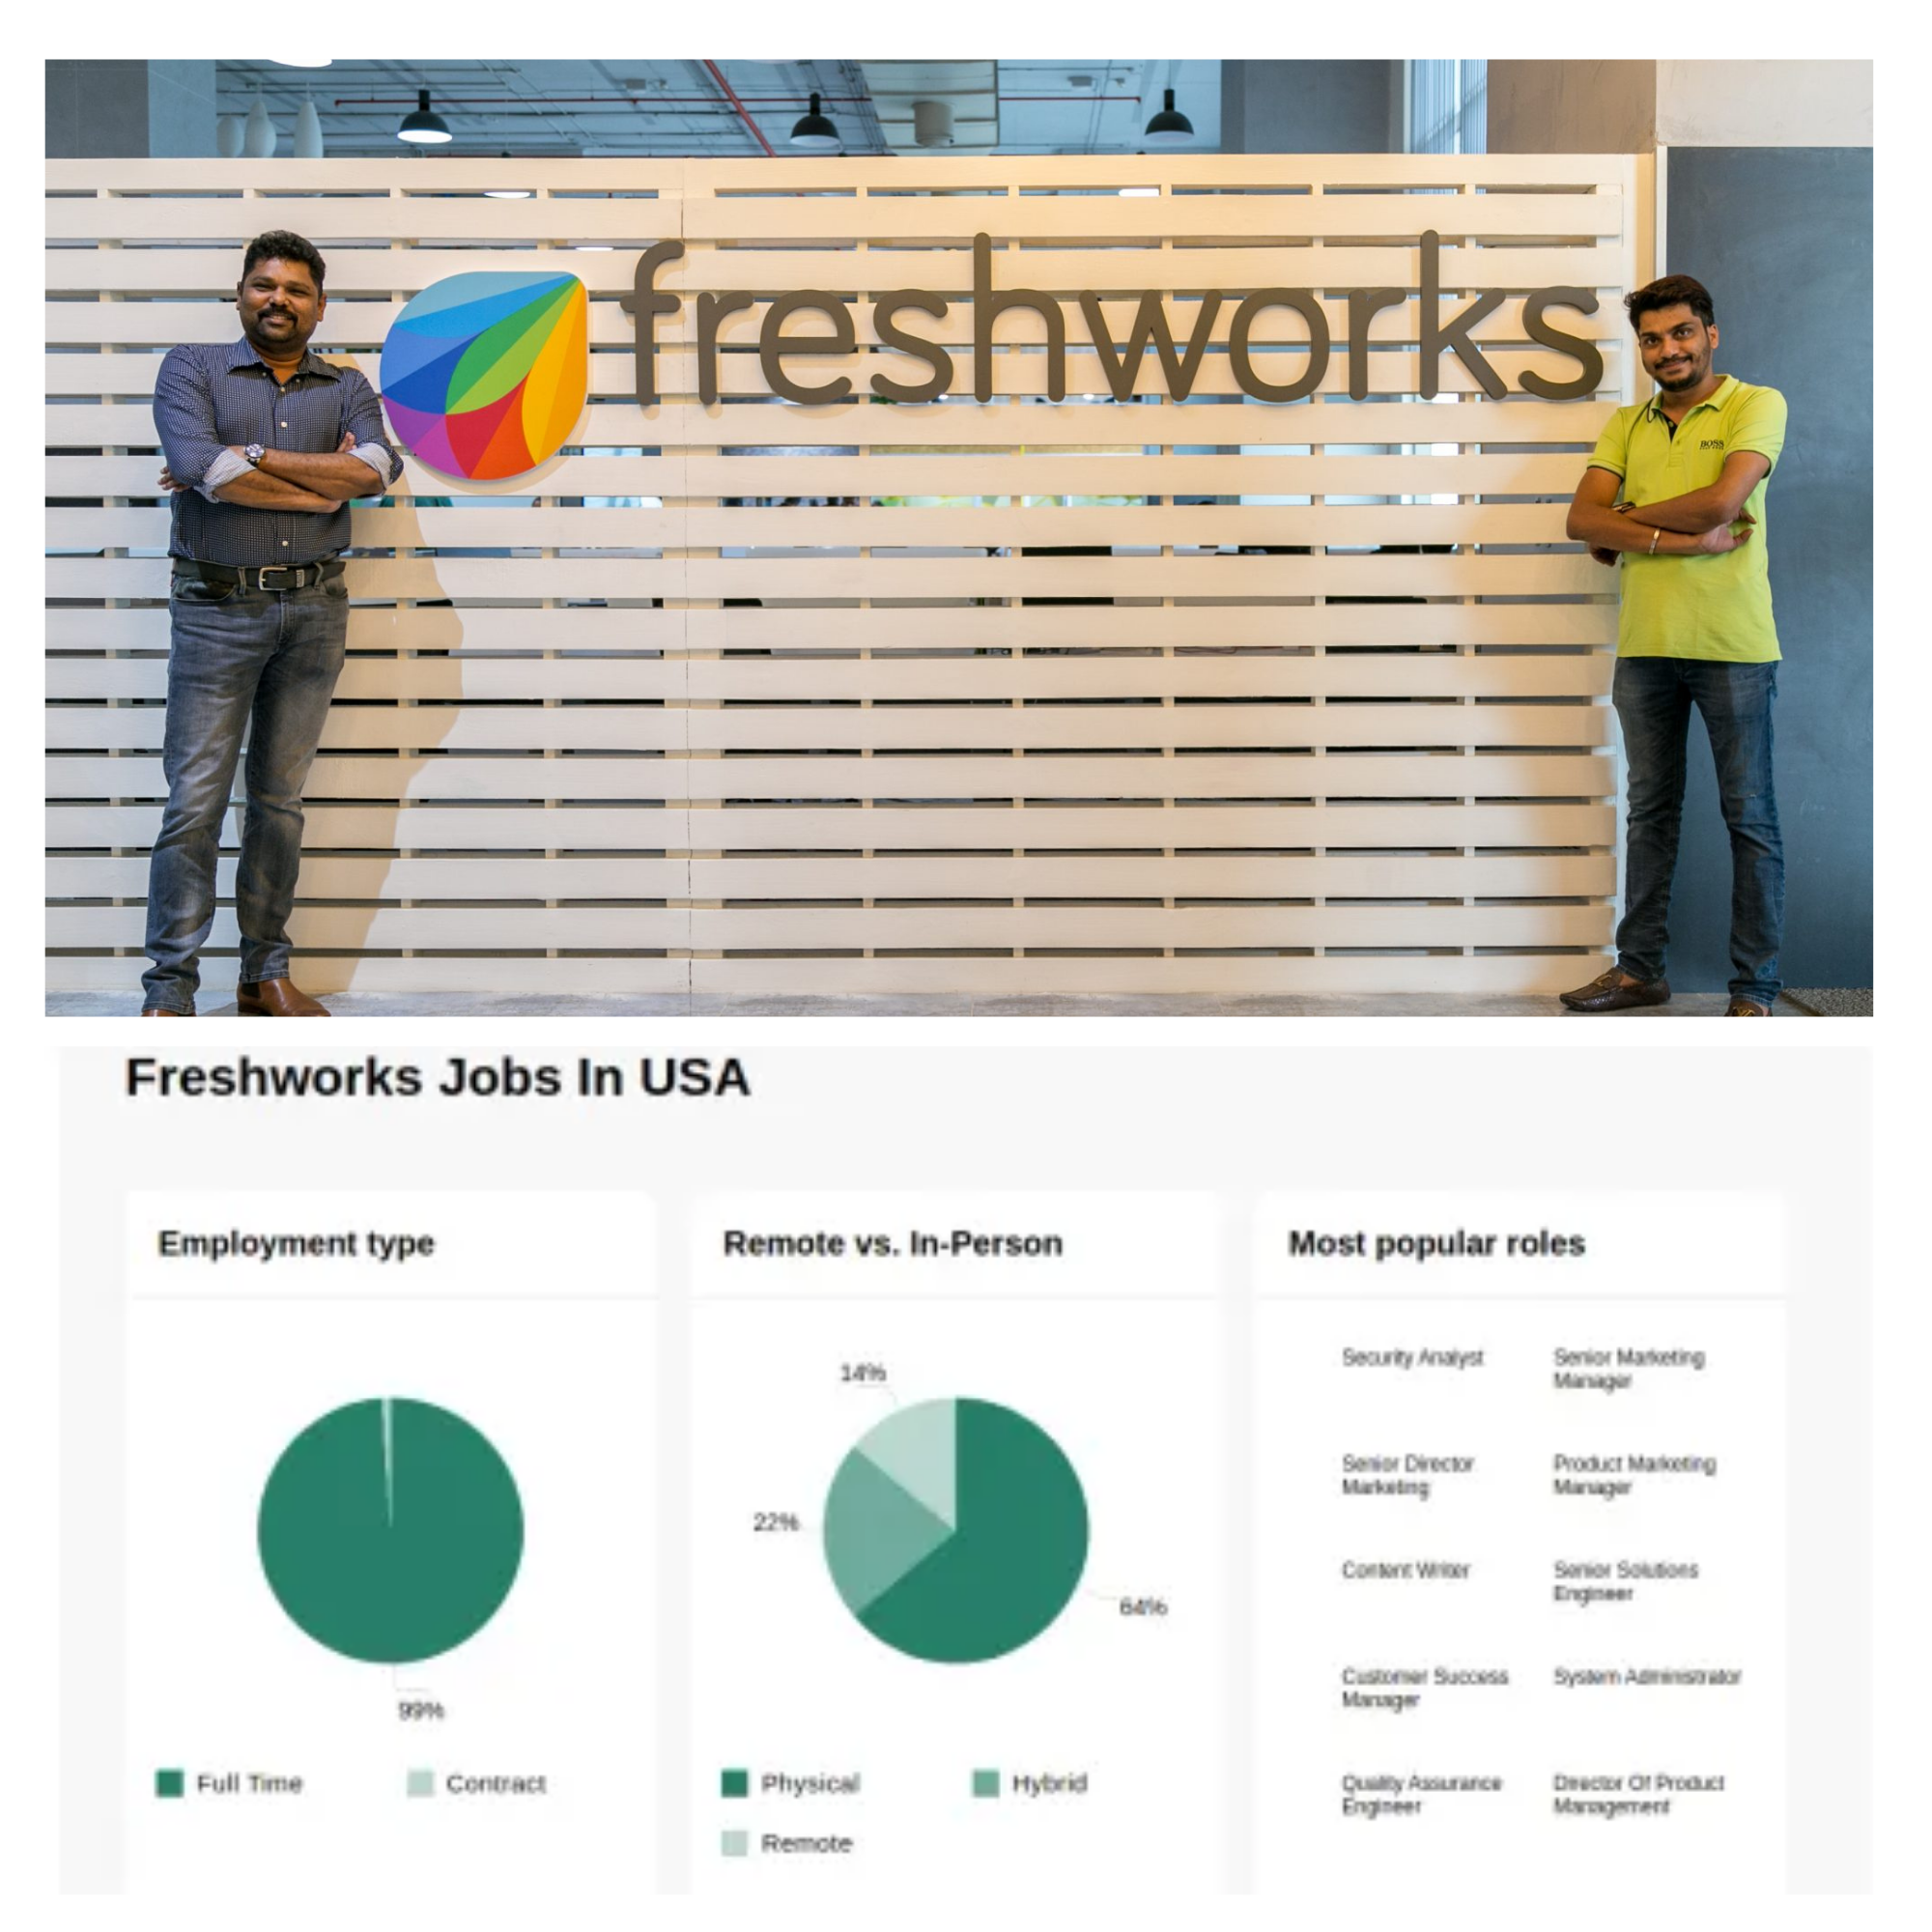 freshworks
BOSS
Freshworks Jobs In USA
Employment type
99%
Full Time
Contract
Remote vs. In-Person
14%
22%
64%
Physical
Hybrid
Remote
Most popular roles
Security Analyst
Senior Marketing
Manager
Senior Director
Marketing
Product Marketing
Manager
Content Writer
Senior Solutions
Engineer
Customer Success
Manager
System Administrator
Quality Assurance
Engineer
Director Of Product
Management